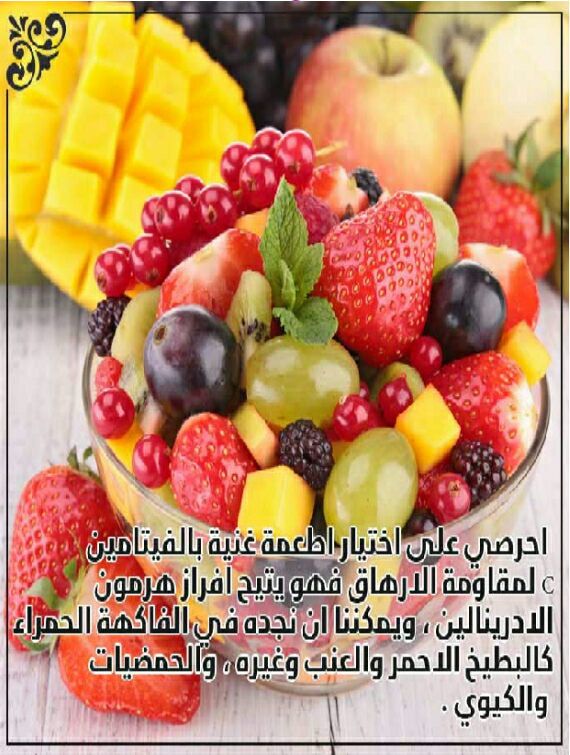 احرصي على اختيار اطعمة غنية بالفيتامين
C لمقاومة الارهاق فهو يتيح افراز هرمون
الادرينالين ، ويمكننا ان نجده في الفاكهة الحمراء
كالبطيخ الاحمر والعنب وغيره ، والحمضيات
والكيوي .